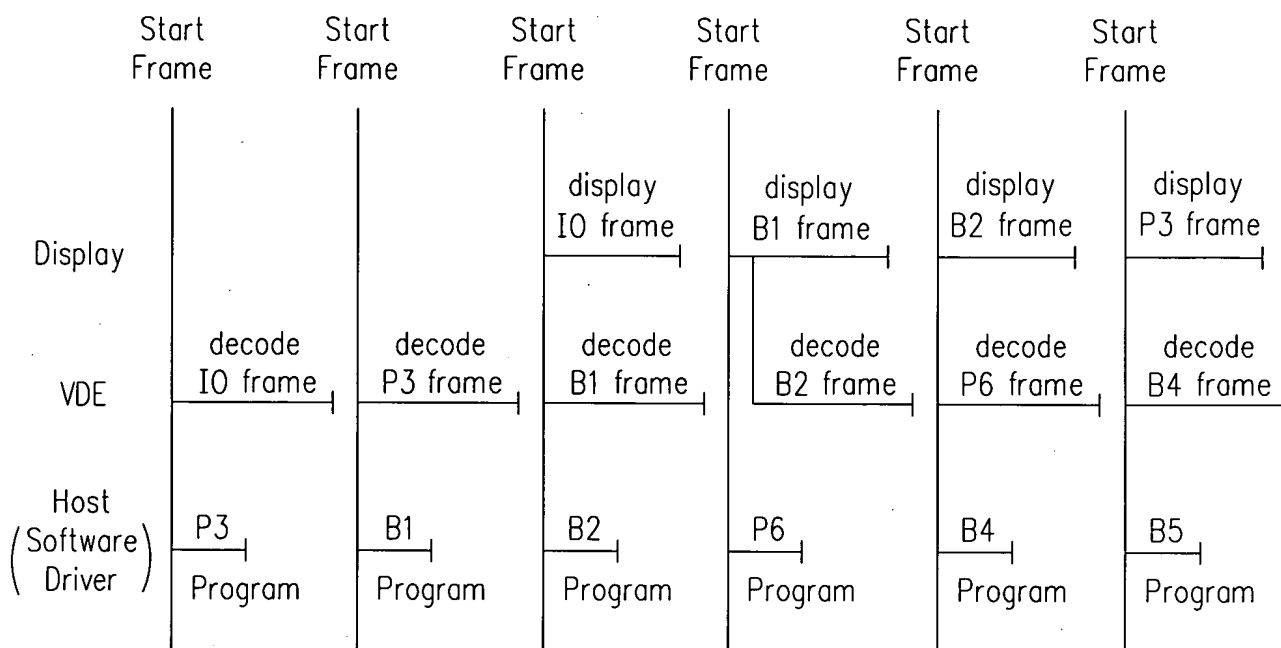 Start Frame
Start Frame
Start Frame
Start Frame
Start Frame
Start Frame
Display
display
IO frame
display
B1 frame
display
B2 frame
display
P3 frame
VDE
decode
IO frame
decode
P3 frame
decode
B1 frame
decode
B2 frame
decode
P6 frame
decode
B4 frame
Host
(Software
Driver)
P3
Program
B1
Program
B2
Program
P6
Program
B4
Program
B5
Program